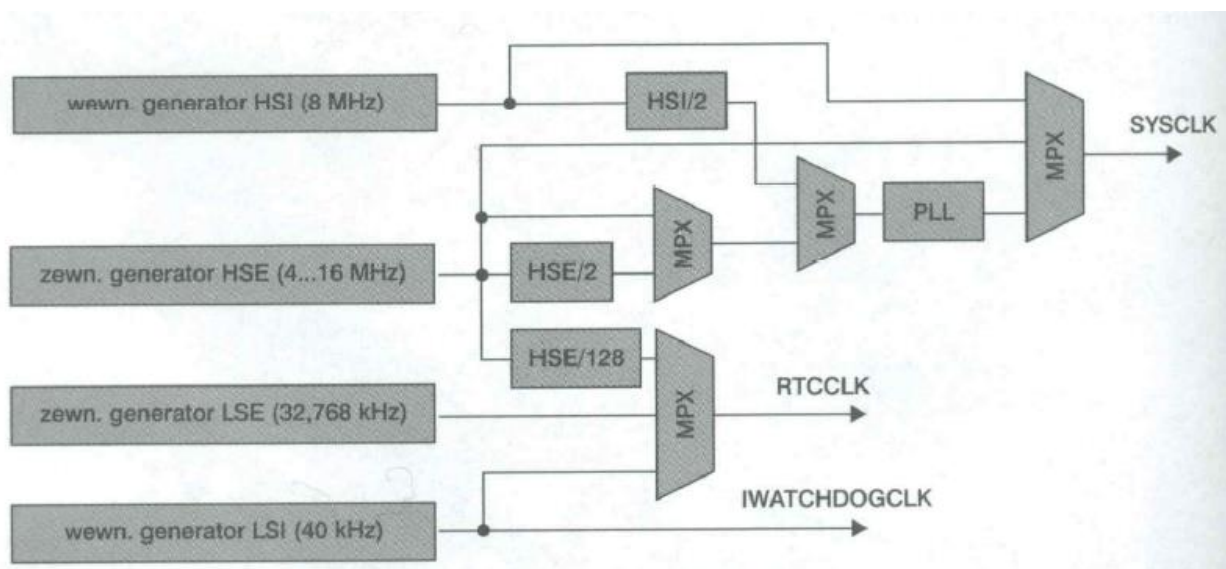 wewn. generator HSI (8 MHz)
HSI/2
MPX
SYSCLK
MPX
PLL
MPX
zewn. generator HSE (4...16 MHz)
HSE/2
HSE/128
MPX
RTCCLK
zewn. generator LSE (32,768 kHz)
IWATCHDOGCLK
wewn. generator LSI (40 kHz)